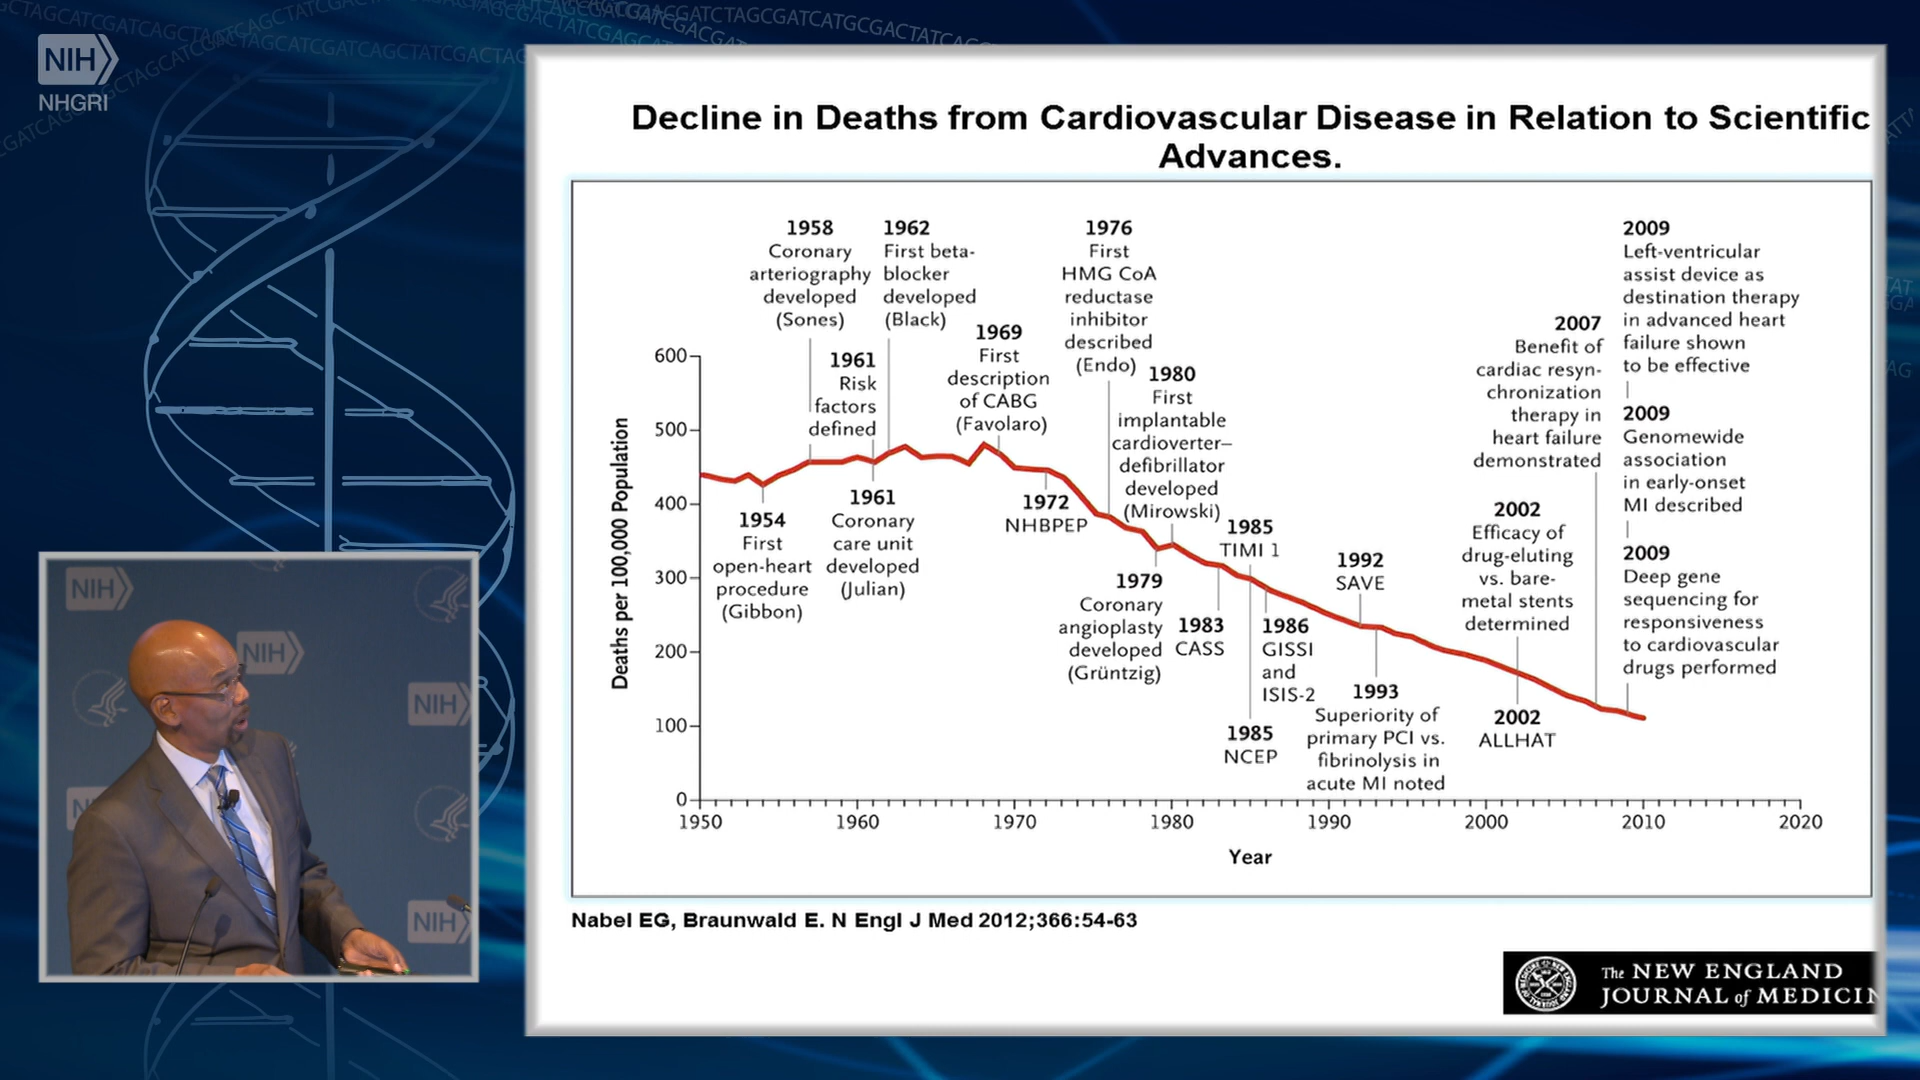 NIH
NHGRI
Decline in Deaths from Cardiovascular Disease in Relation to Scientific
Advances.
1958
Coronary
arteriography
developed
(Sones)
1962
First beta-
blocker
developed
(Black)
1961
Risk
factors
defined
1969
First
description
of CABG
(Favolaro)
1976
First
HMG CoA
reductase
inhibitor
described
(Endo)
1980
First
implantable
cardioverter–
defibrillator
developed
(Mirowski)
2007
Benefit of
cardiac resyn-
chronization
therapy in
heart failure
demonstrated
2009
Left-ventricular
assist device as
destination therapy
in advanced heart
failure shown
to be effective
2009
Genomewide
association
in early-onset
MI described
2009
Deep gene
sequencing for
responsiveness
to cardiovascular
drugs performed
1954
First
open-heart
procedure
(Gibbon)
1961
Coronary
care unit
developed
(Julian)
1972
NHBPEP
1979
Coronary
angioplasty
developed
(Grüntzig)
1983
CASS
1985
TIMI 1
1985
NCEP
1986
GISSI
and
ISIS-2
1992
SAVE
1993
Superiority of
primary PCI vs.
fibrinolysis in
acute MI noted
2002
Efficacy of
drug-eluting
vs. bare-
metal stents
determined
2002
ALLHAT
Deaths per 100,000 Population
600
500
400
300
200
100
0
1950 1960 1970 1980 1990 2000 2010 2020
Year
Nabel EG, Braunwald E. N Engl J Med 2012;366:54-63
The NEW ENGLAND
JOURNAL of MEDICIN
NIH
NIH
NIH
NIH